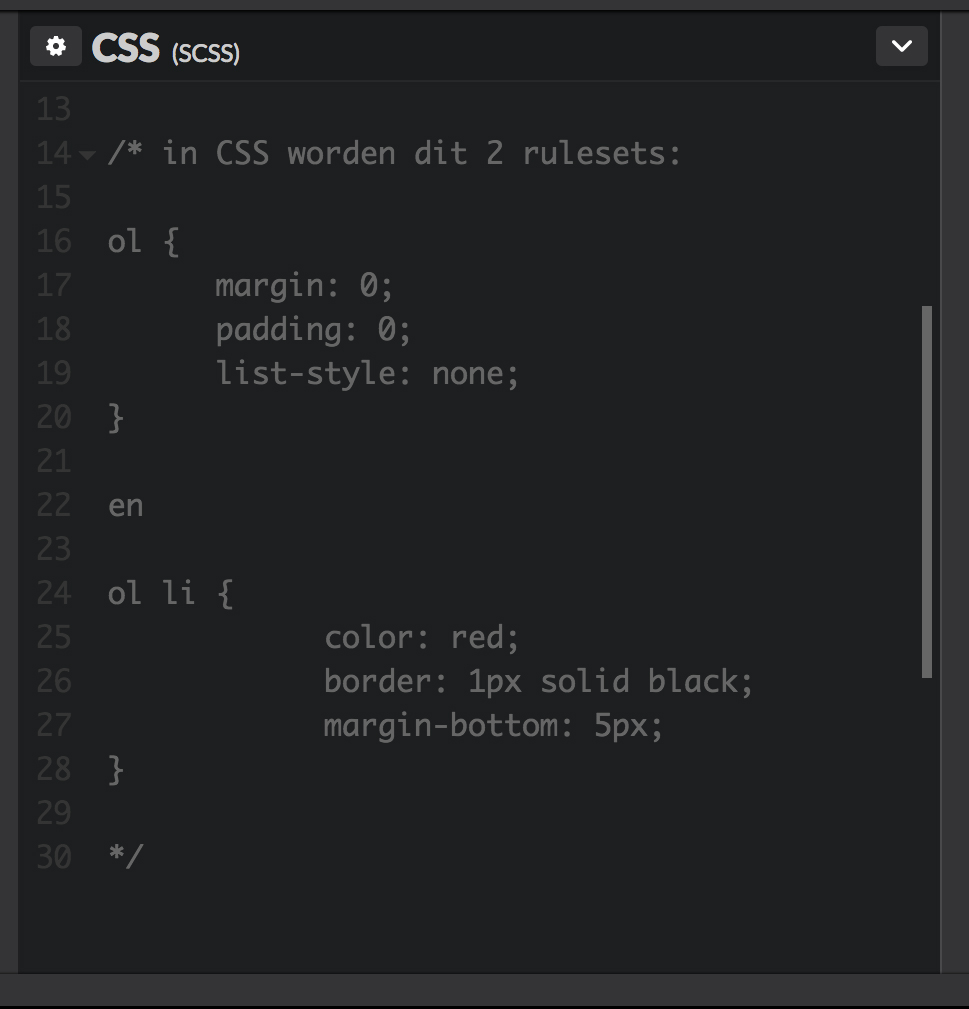 CSS (SCSS)
13
14 /* in CSS worden dit 2 rulesets:
15
16 ol {
17 margin: 0;
18 padding: 0;
19 list-style: none;
20 }
21
22 en
23
24 ol li {
25 color: red;
26 border: 1px solid black;
27 margin-bottom: 5px;
28 }
29
30 */